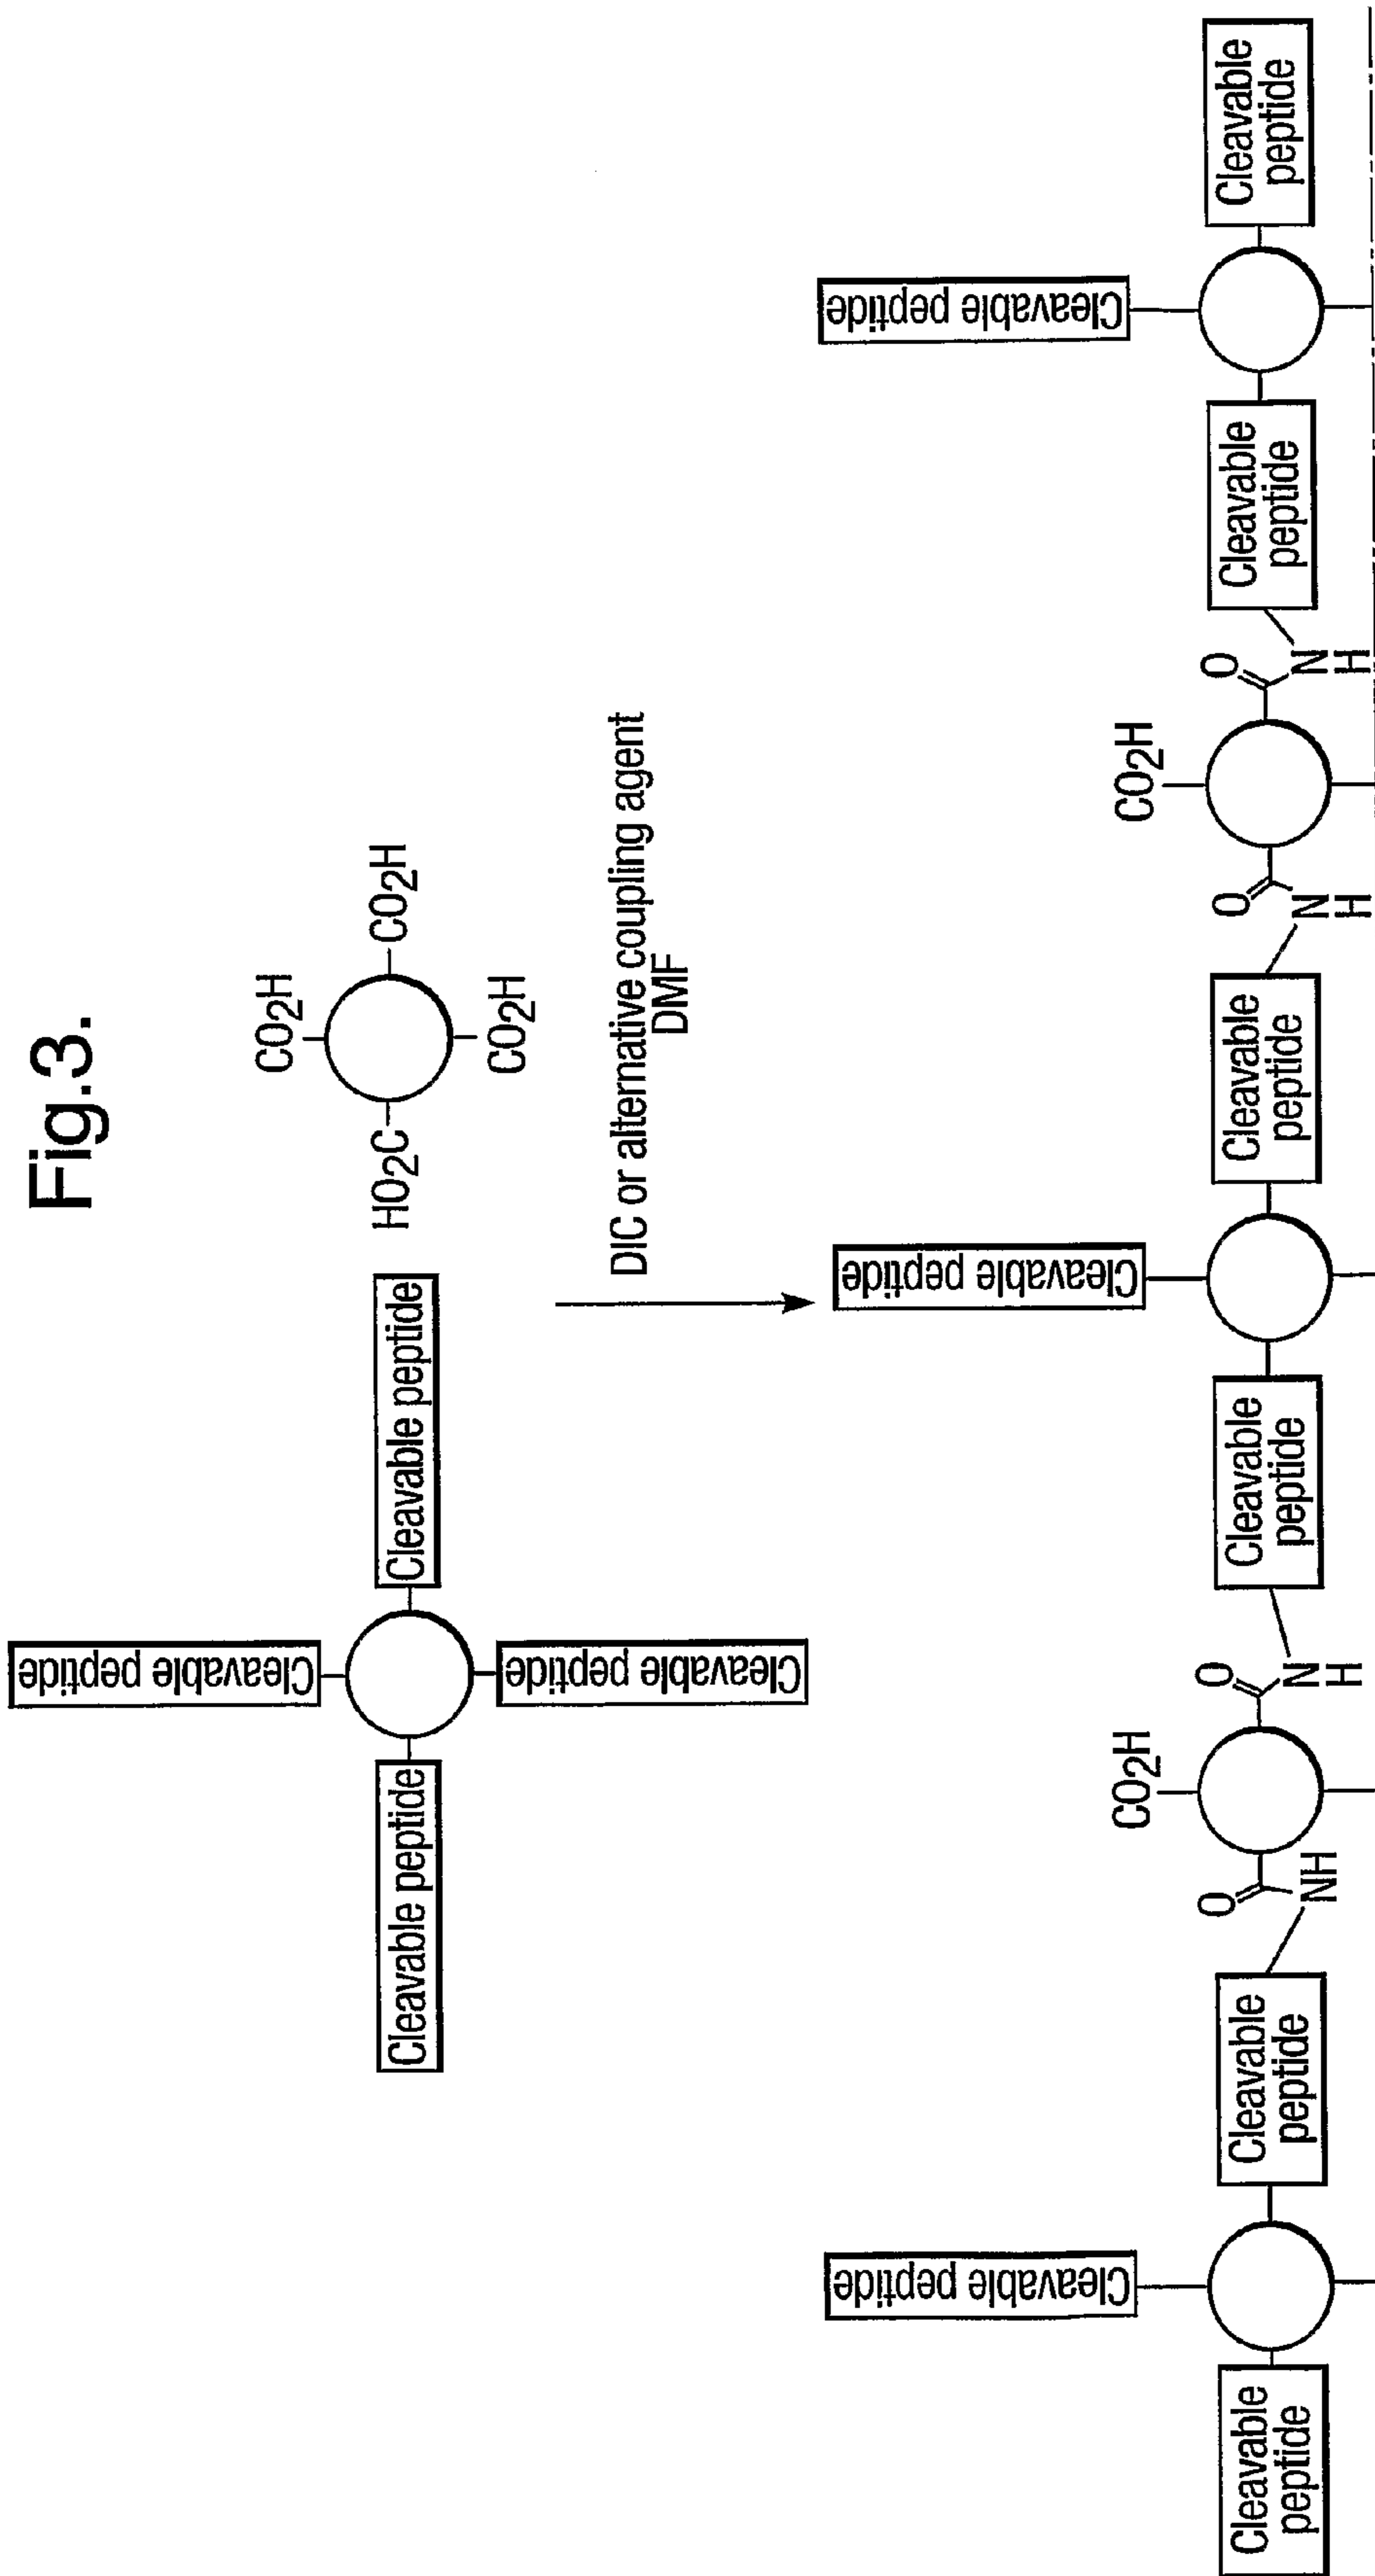 Fig.3.
Cleavable peptide
Cleavable peptide
Cleavable peptide
Cleavable peptide
CO2H
HO2C
CO2H
CO2H
DIC or alternative coupling agent
DMF
Cleavable peptide
CO2H
Cleavable peptide
CO2H
Cleavable peptide
Cleavable
peptide
Cleavable
peptide
O
NH
O
N
H
Cleavable
peptide
Cleavable
peptide
O
N
H
O
N
H
Cleavable
peptide
Cleavable
peptide